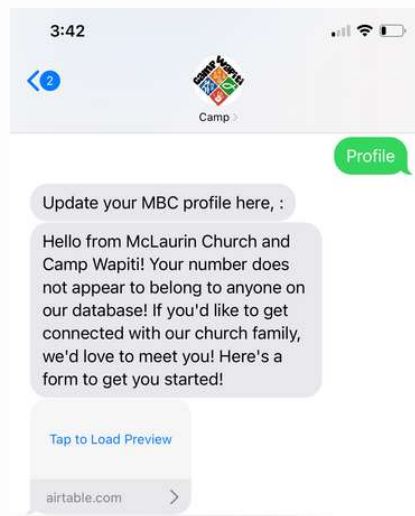 3:42
2
Camp Wapiti
Camp
Profile
Update your MBC profile here, :
Hello from McLaurin Church and
Camp Wapiti! Your number does
not appear to belong to anyone on
our database! If you'd like to get
connected with our church family,
we'd love to meet you! Here's a
form to get you started!
Tap to Load Preview
airtable.com